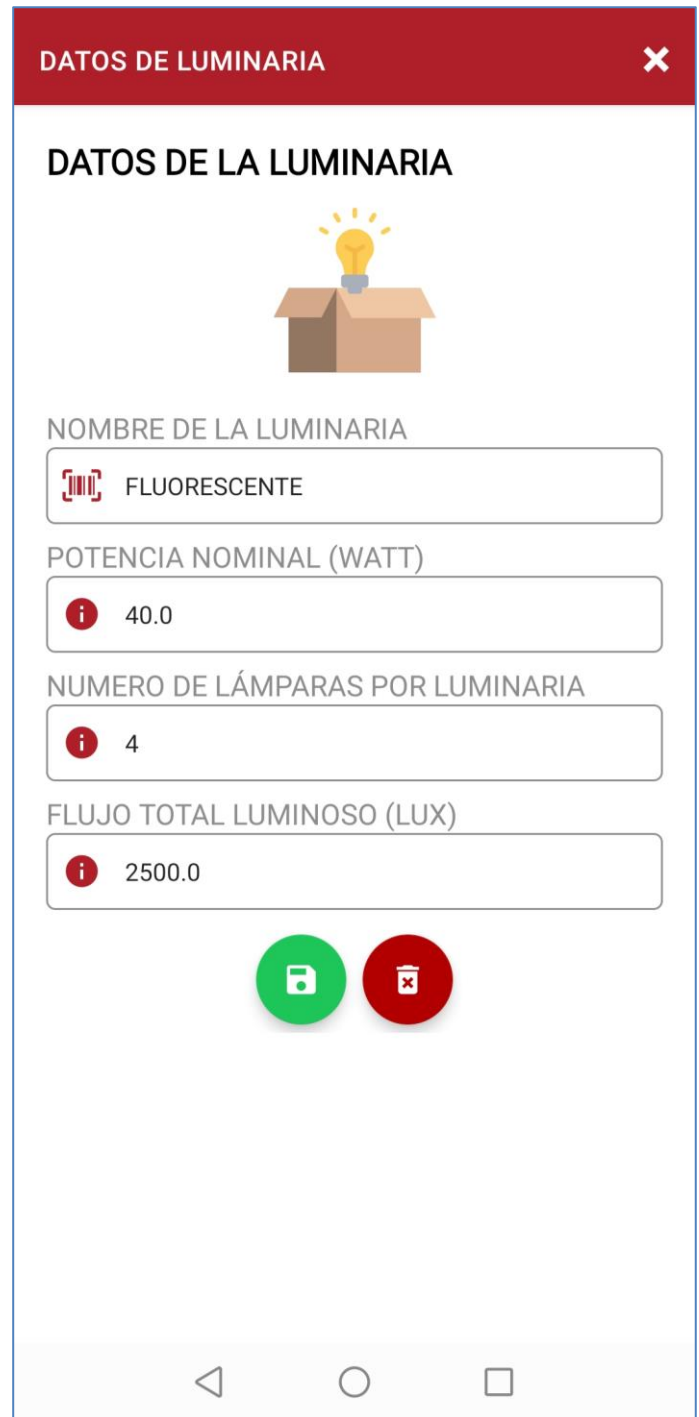 DATOS DE LUMINARIA
DATOS DE LA LUMINARIA
NOMBRE DE LA LUMINARIA
FLUORESCENTE
POTENCIA NOMINAL (WATT)
40.0
NUMERO DE LÁMPARAS POR LUMINARIA
4
FLUJO TOTAL LUMINOSO (LUX)
2500.0